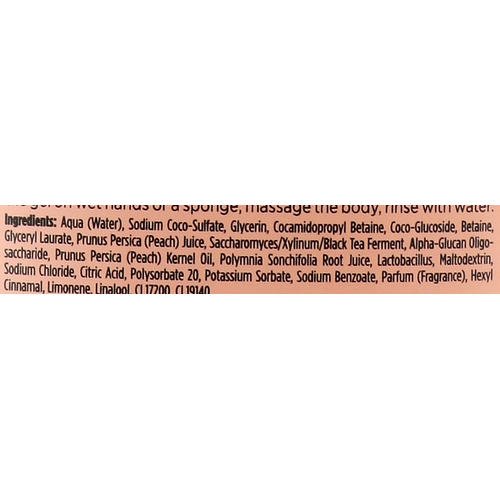 gel on wet hands or a sponge, massage the body, rinse with water.
Ingredients: Aqua (Water), Sodium Coco-Sulfate, Glycerin, Cocamidopropyl Betaine, Coco-Glucoside, Betaine,
Glyceryl Laurate, Prunus Persica (Peach) Juice, Saccharomyces/Xylinum/Black Tea Ferment, Alpha-Glucan Oligo-
saccharide, Prunus Persica (Peach) Kernel Oil, Polymnia Sonchifolia Root Juice, Lactobacillus, Maltodextrin,
Sodium Chloride, Citric Acid, Polysorbate 20, Potassium Sorbate, Sodium Benzoate, Parfum (Fragrance), Hexyl
Cinnamal, Limonene, Linalool, CI 17200, CI 19140